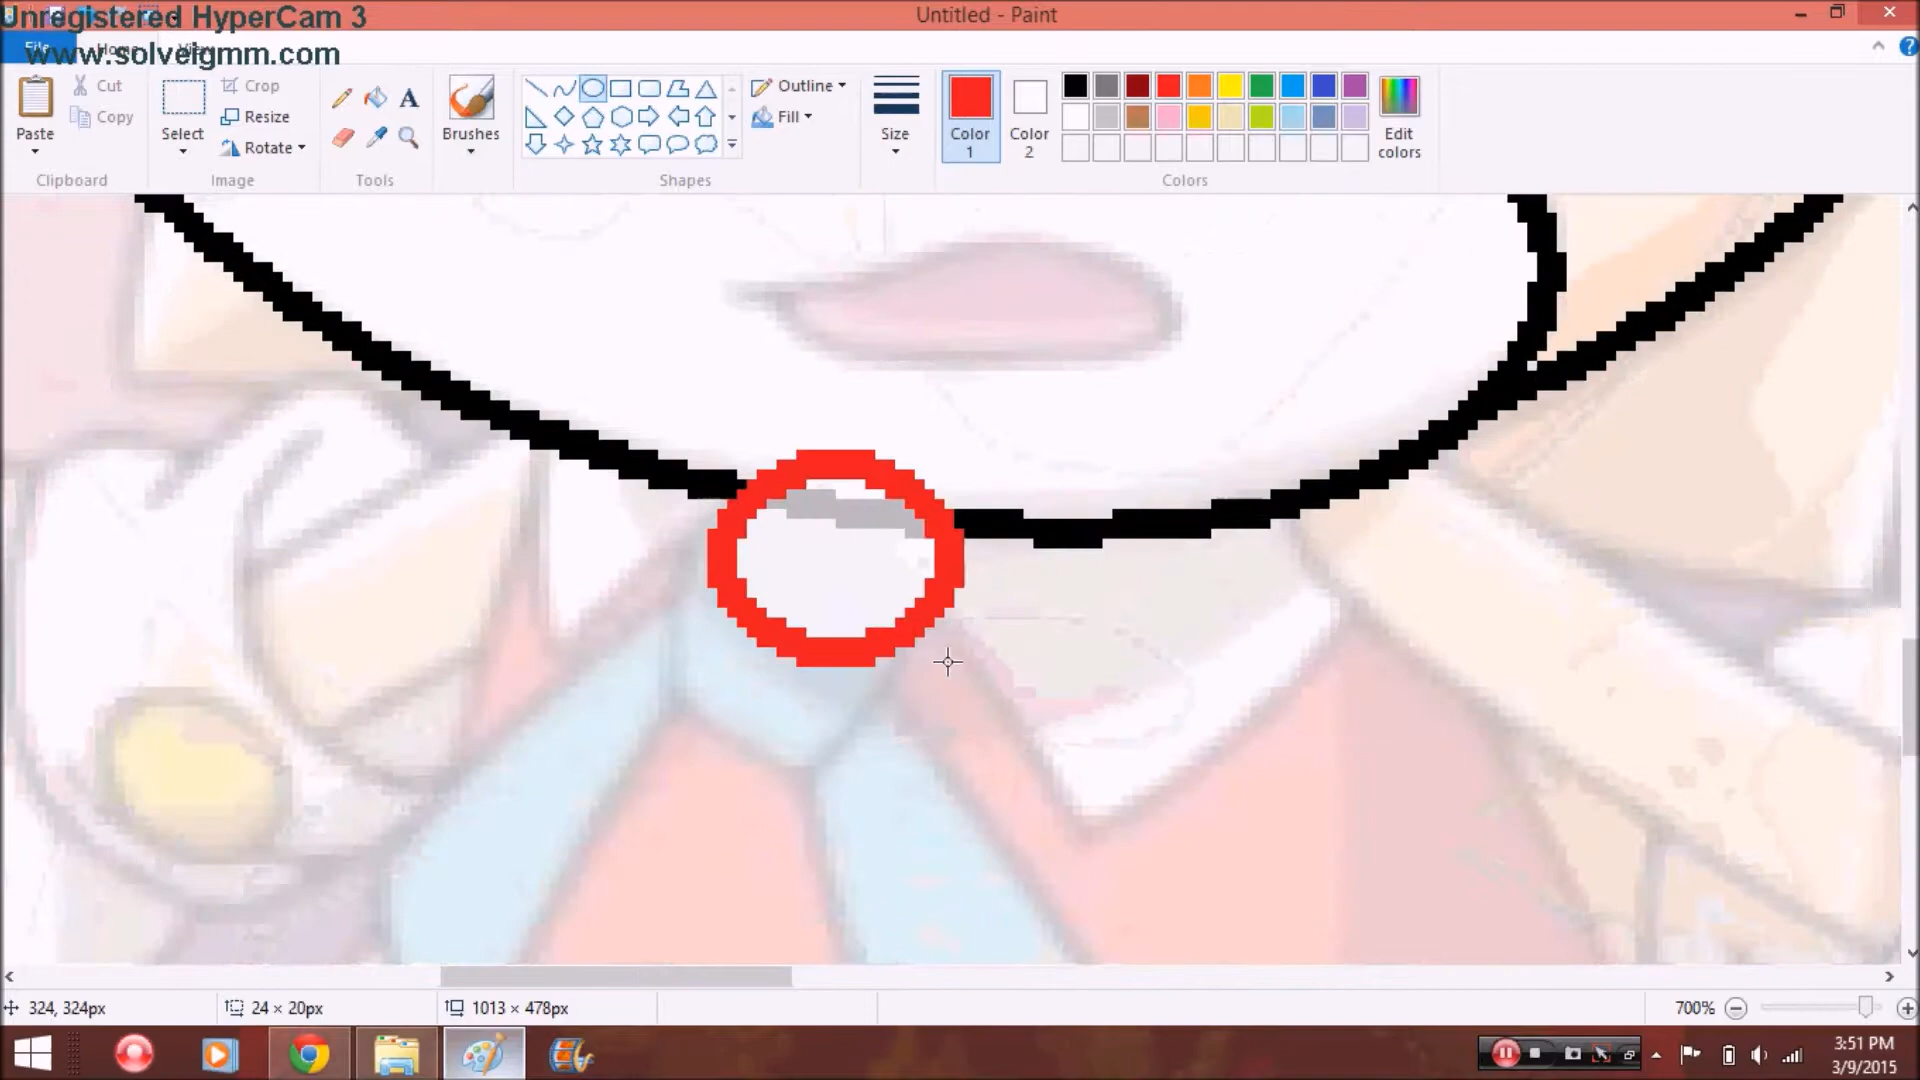 Unregistered HyperCam 3
Untitled - Paint
File
Home
View
www.solveigmm.com
Paste
Cut
Copy
Clipboard
Select
Crop
Resize
Rotate
Image
Tools
Brushes
Outline
Fill
Shapes
Size
Color
1
Color
2
Edit
colors
Colors
324, 324px
24 × 20px
1013 × 478px
700%
3:51 PM
3/9/2015